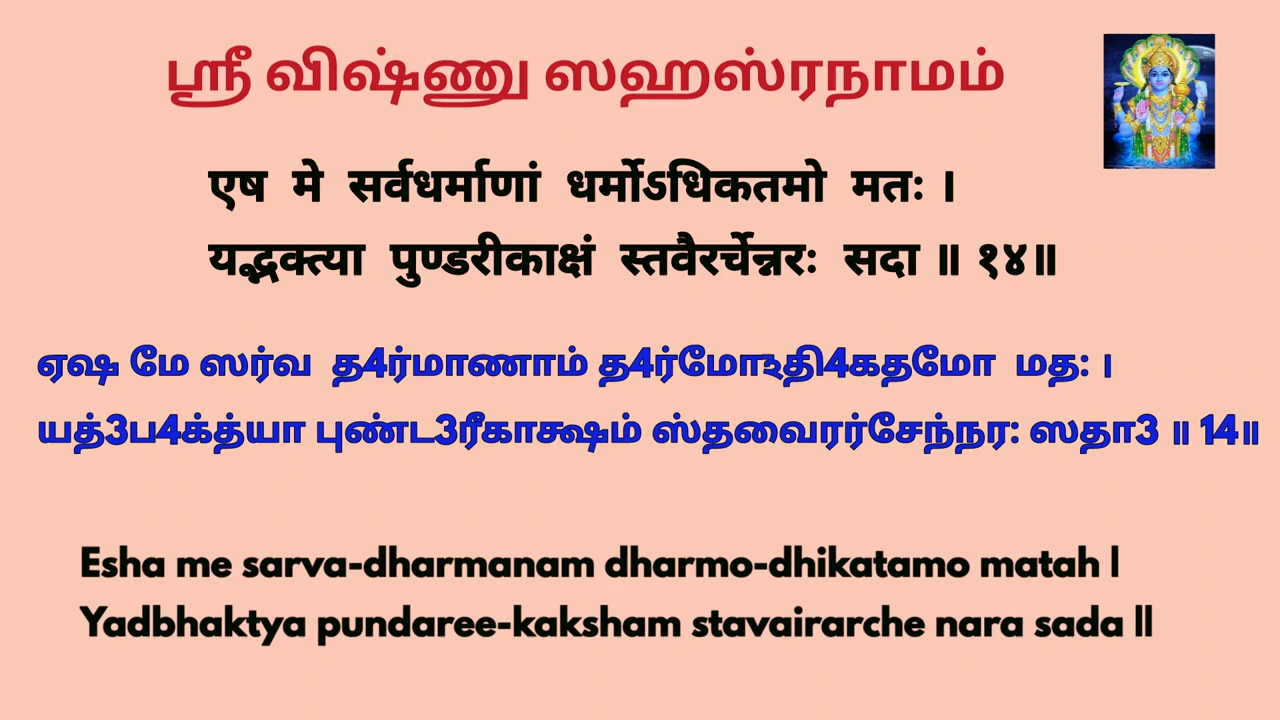 ஸ்ரீ விஷ்ணு ஸஹஸ்ரநாமம்
एष मे सर्वधर्माणां धर्मोऽधिकतमो मतः ।
यद्भक्त्या पुण्डरीकाक्षं स्तवैरर्चेन्नरः सदा ॥ १४॥
ஏஷ மே ஸர்வ த4ர்மாணாம் த4ர்மோঽதி4கதமோ மத: ।
யத்3ப4க்த்யா புண்ட3ரீகாக்ஷம் ஸ்தவைரர்சேந்நர: ஸதா3 ॥ 14॥
Esha me sarva-dharmanam dharmo-dhikatamo matah |
Yadbhaktya pundaree-kaksham stavairarche nara sada ||